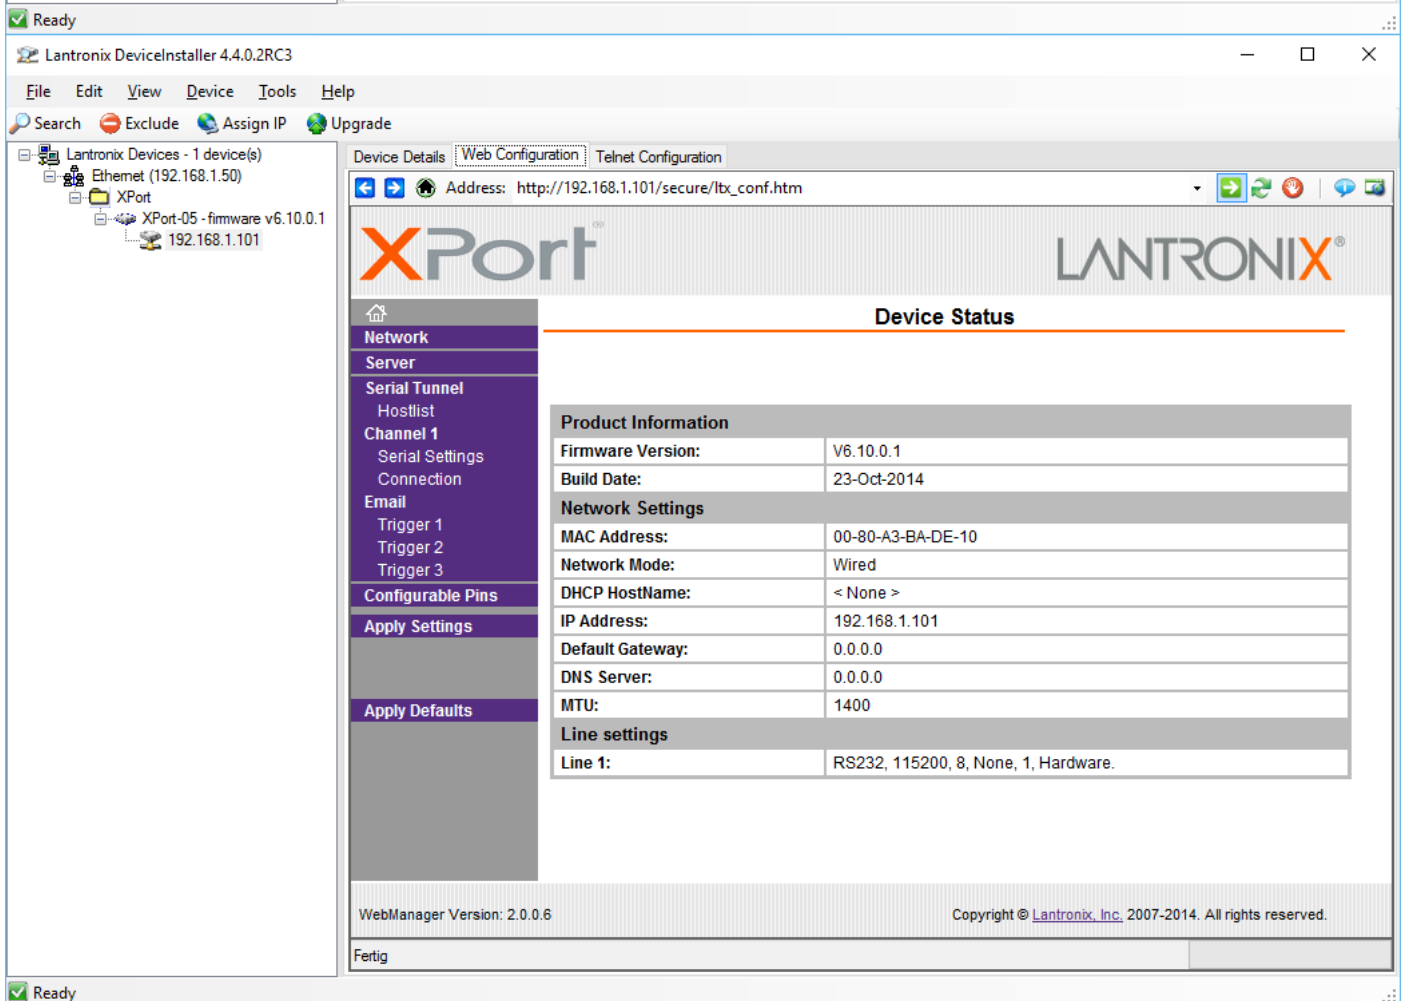 Ready
Lantronix DeviceInstaller 4.4.0.2RC3
File Edit View Device Tools Help
Search Exclude Assign IP Upgrade
Lantronix Devices - 1 device(s)
Ethernet (192.168.1.50)
XPort
XPort-05 - firmware v6.10.0.1
192.168.1.101
Device Details Web Configuration Telnet Configuration
Address: http://192.168.1.101/secure/ltx_conf.htm
XPort®
LANTRONIX®
Network
Server
Serial Tunnel
Hostlist
Channel 1
Serial Settings
Connection
Email
Trigger 1
Trigger 2
Trigger 3
Configurable Pins
Apply Settings
Apply Defaults
Device Status
Product Information
Firmware Version: V6.10.0.1
Build Date: 23-Oct-2014
Network Settings
MAC Address: 00-80-A3-BA-DE-10
Network Mode: Wired
DHCP HostName: < None >
IP Address: 192.168.1.101
Default Gateway: 0.0.0.0
DNS Server: 0.0.0.0
MTU: 1400
Line settings
Line 1: RS232, 115200, 8, None, 1, Hardware.
WebManager Version: 2.0.0.6
Copyright © Lantronix, Inc. 2007-2014. All rights reserved.
Fertig
Ready